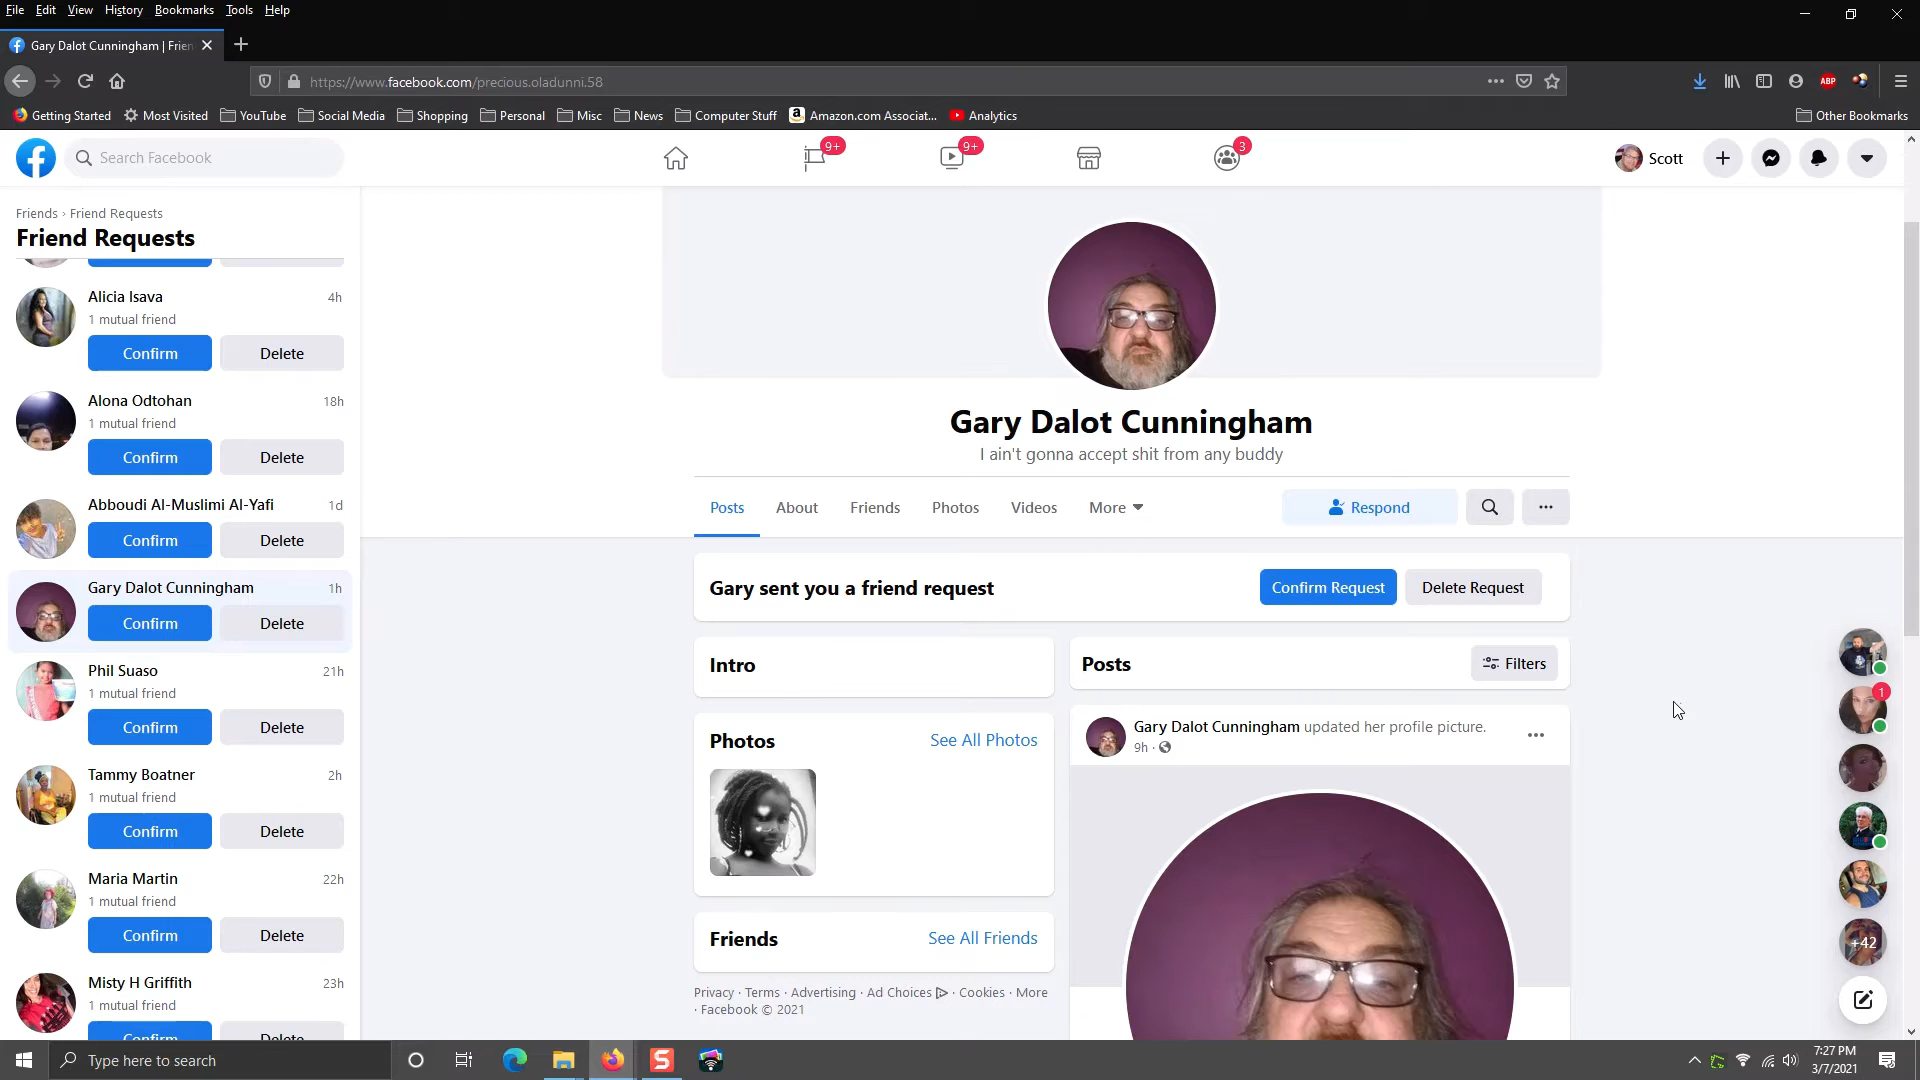 File Edit View History Bookmarks Tools Help
Gary Dalot Cunningham | Frien
https://www.facebook.com/precious.oladunni.58
ABP
Getting Started Most Visited YouTube Social Media Shopping Personal Misc News Computer Stuff Amazon.com Associat... Analytics Other Bookmarks
Search Facebook 9+ 9+ 3 Scott
Friends › Friend Requests
Friend Requests
Alicia Isava 4h
1 mutual friend
Confirm Delete
Alona Odtohan 18h
1 mutual friend
Confirm Delete
Abboudi Al-Muslimi Al-Yafi 1d
Confirm Delete
Gary Dalot Cunningham 1h
Confirm Delete
Phil Suaso 21h
1 mutual friend
Confirm Delete
Tammy Boatner 2h
1 mutual friend
Confirm Delete
Maria Martin 22h
1 mutual friend
Confirm Delete
Misty H Griffith 23h
1 mutual friend
Confirm Delete
Gary Dalot Cunningham
I ain't gonna accept shit from any buddy
Posts About Friends Photos Videos More Respond
Gary sent you a friend request Confirm Request Delete Request
Intro
Photos See All Photos
Friends See All Friends
Privacy · Terms · Advertising · Ad Choices · Cookies · More
· Facebook © 2021
Posts Filters
Gary Dalot Cunningham updated her profile picture.
9h ·
1
+42
Type here to search
7:27 PM
3/7/2021